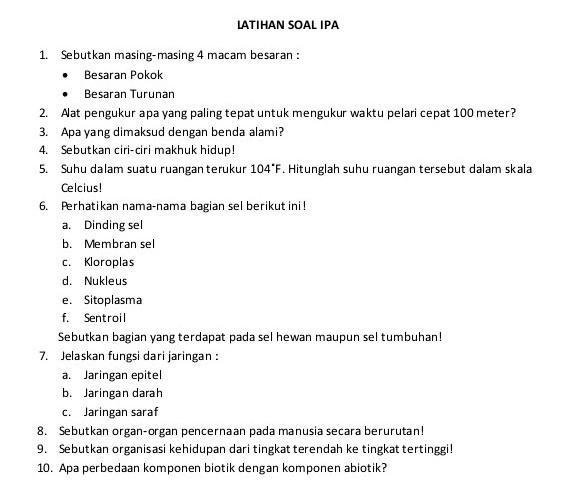 LATIHAN SOAL IPA
1. Sebutkan masing-masing 4 macam besaran :
• Besaran Pokok
• Besaran Turunan
2. Alat pengukur apa yang paling tepat untuk mengukur waktu pelari cepat 100 meter?
3. Apa yang dimaksud dengan benda alami?
4. Sebutkan ciri-ciri makhuk hidup!
5. Suhu dalam suatu ruangan terukur 104°F. Hitunglah suhu ruangan tersebut dalam skala
Celcius!
6. Perhatikan nama-nama bagian sel berikut ini!
a. Dinding sel
b. Membran sel
c. Kloroplas
d. Nukleus
e. Sitoplasma
f. Sentroil
Sebutkan bagian yang terdapat pada sel hewan maupun sel tumbuhan!
7. Jelaskan fungsi dari jaringan :
a. Jaringan epitel
b. Jaringan darah
c. Jaringan saraf
8. Sebutkan organ-organ pencernaan pada manusia secara berurutan!
9. Sebutkan organisasi kehidupan dari tingkat terendah ke tingkat tertinggi!
10. Apa perbedaan komponen biotik dengan komponen abiotik?